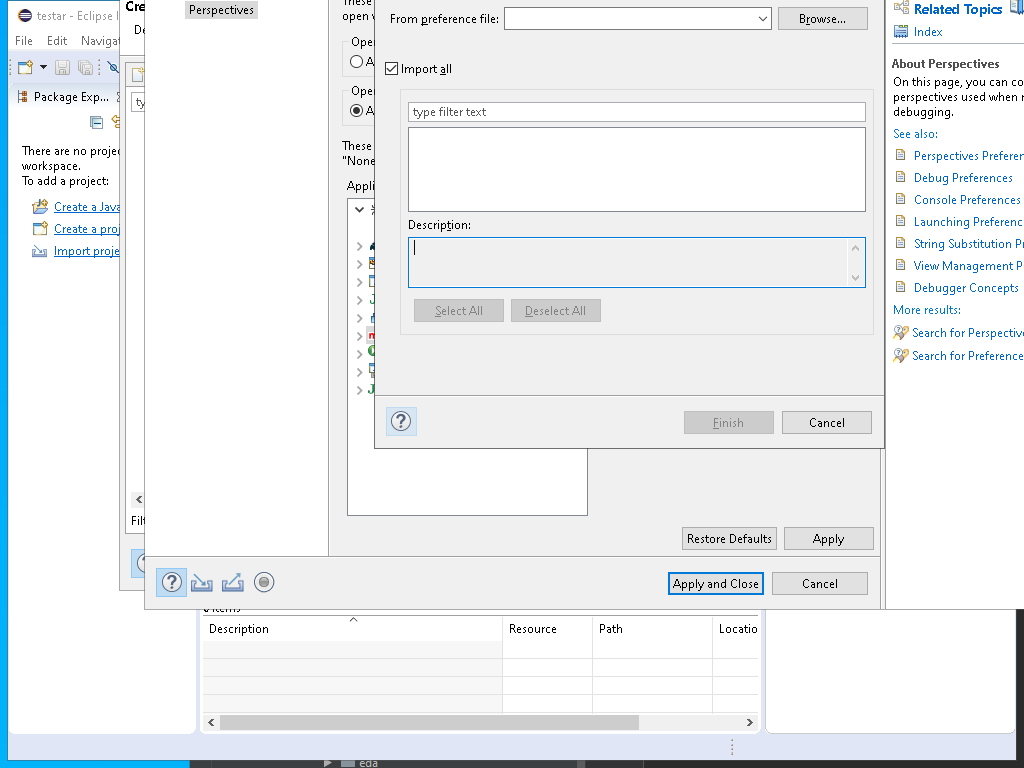 testar - Eclipse I
File Edit Navigat
Package Exp...
There are no proje
workspace.
To add a project:
Create a Java
Create a proj
Import proje
Cre
De
ty
Filt
Perspectives
These
open v
Oper
A
Oper
A
These
"None
Appli
From preference file:
Browse...
Import all
type filter text
Description:
Select All
Deselect All
Finish
Cancel
Restore Defaults
Apply
Apply and Close
Cancel
Related Topics
Index
About Perspectives
On this page, you can co
perspectives used when r
debugging.
See also:
Perspectives Preferen
Debug Preferences
Console Preferences
Launching Preferenc
String Substitution Pr
View Management P
Debugger Concepts
More results:
Search for Perspective
Search for Preference
0 items
Description
Resource
Path
Locatio
eda